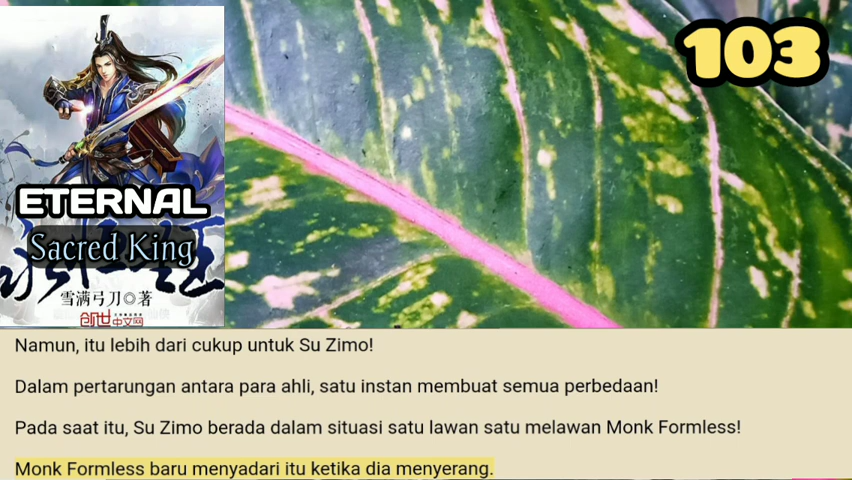 103
ETERNAL
Sacred King
雪满弓刀◎著
创世中文网
Namun, itu lebih dari cukup untuk Su Zimo!
Dalam pertarungan antara para ahli, satu instan membuat semua perbedaan!
Pada saat itu, Su Zimo berada dalam situasi satu lawan satu melawan Monk Formless!
Monk Formless baru menyadari itu ketika dia menyerang.